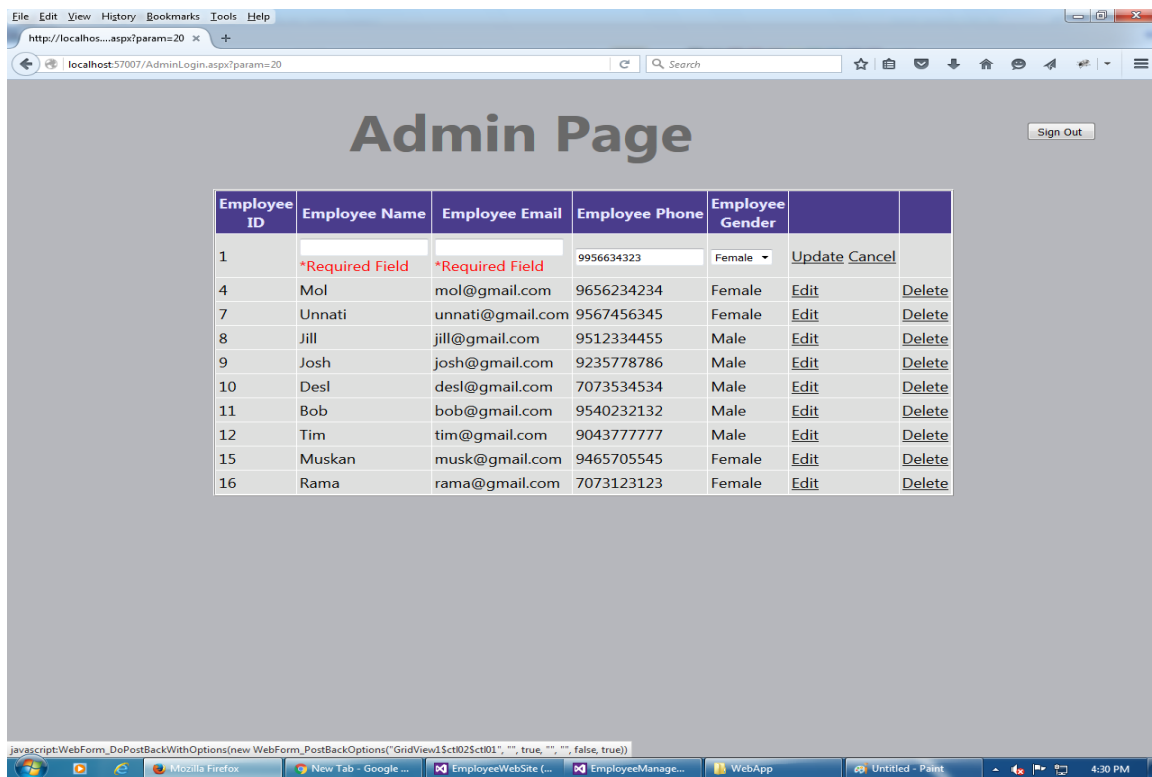 File Edit View History Bookmarks Tools Help
http://localhos....aspx?param=20
localhost:57007/AdminLogin.aspx?param=20
Search
Admin Page
Sign Out
Employee ID Employee Name Employee Email Employee Phone Employee Gender
1 9956634323 Female Update Cancel
*Required Field *Required Field
4 Mol mol@gmail.com 9656234234 Female Edit Delete
7 Unnati unnati@gmail.com 9567456345 Female Edit Delete
8 Jill jill@gmail.com 9512334455 Male Edit Delete
9 Josh josh@gmail.com 9235778786 Male Edit Delete
10 Desl desl@gmail.com 7073534534 Male Edit Delete
11 Bob bob@gmail.com 9540232132 Male Edit Delete
12 Tim tim@gmail.com 9043777777 Male Edit Delete
15 Muskan musk@gmail.com 9465705545 Female Edit Delete
16 Rama rama@gmail.com 7073123123 Female Edit Delete
javascript:WebForm_DoPostBackWithOptions(new WebForm_PostBackOptions("GridView1$ctl02$ctl01", "", true, "", "", false, true))
Mozilla Firefox New Tab - Google ... EmployeeWebSite (... EmployeeManage... WebApp Untitled - Paint 4:30 PM